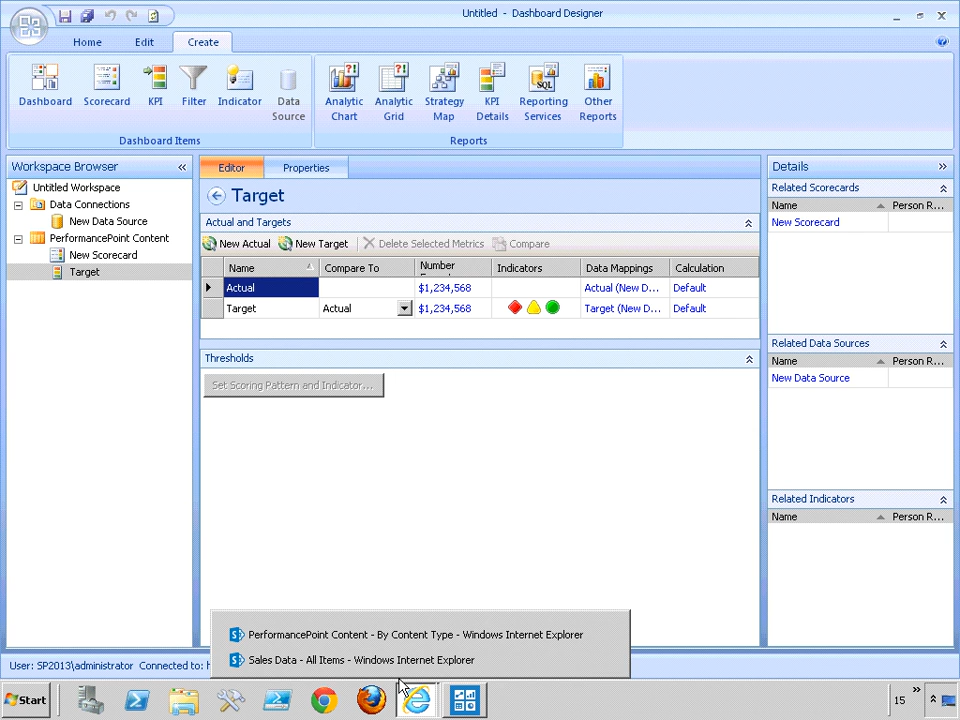 Untitled - Dashboard Designer
Home Edit Create
Dashboard Scorecard KPI Filter Indicator Data Source
Analytic Chart Analytic Grid Strategy Map KPI Details Reporting Services Other Reports
Dashboard Items Reports
Workspace Browser
Untitled Workspace
Data Connections
New Data Source
PerformancePoint Content
New Scorecard
Target
Editor Properties
Target
Actual and Targets
New Actual New Target Delete Selected Metrics Compare
Name Compare To Number Indicators Data Mappings Calculation
Actual $1,234,568 Actual (New D... Default
Target Actual $1,234,568 Target (New D... Default
Thresholds
Set Scoring Pattern and Indicator...
Details
Related Scorecards
Name Person R...
New Scorecard
Related Data Sources
Name Person R...
New Data Source
Related Indicators
Name Person R...
PerformancePoint Content - By Content Type - Windows Internet Explorer
Sales Data - All Items - Windows Internet Explorer
User: SP2013\administrator Connected to:
Start
SQL
15